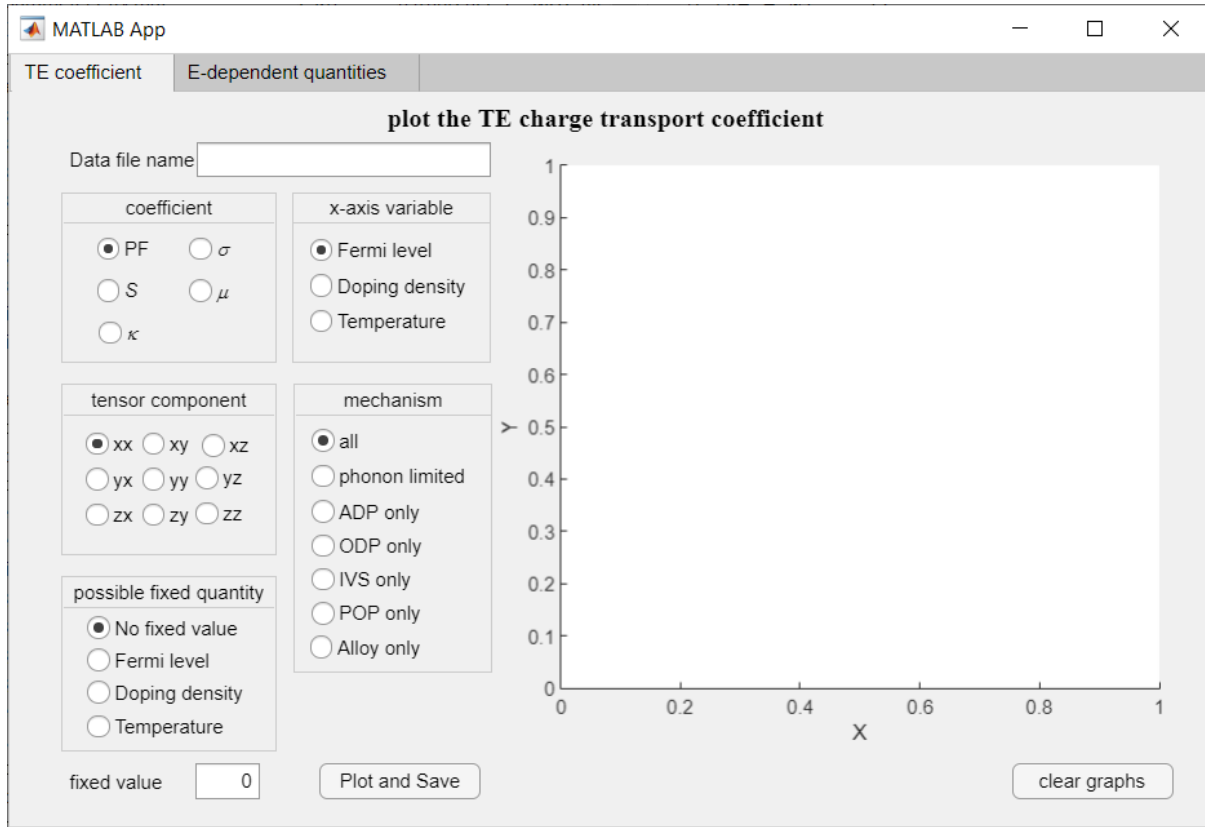 MATLAB App
TE coefficient
E-dependent quantities
plot the TE charge transport coefficient
Data file name
coefficient
PF
σ
S
μ
κ
x-axis variable
Fermi level
Doping density
Temperature
tensor component
xx xy xz
yx yy yz
zx zy zz
mechanism
all
phonon limited
ADP only
ODP only
IVS only
POP only
Alloy only
possible fixed quantity
No fixed value
Fermi level
Doping density
Temperature
fixed value 0
Plot and Save
1
0.9
0.8
0.7
0.6
0.5
0.4
0.3
0.2
0.1
0
Y
0 0.2 0.4 0.6 0.8 1
X
clear graphs